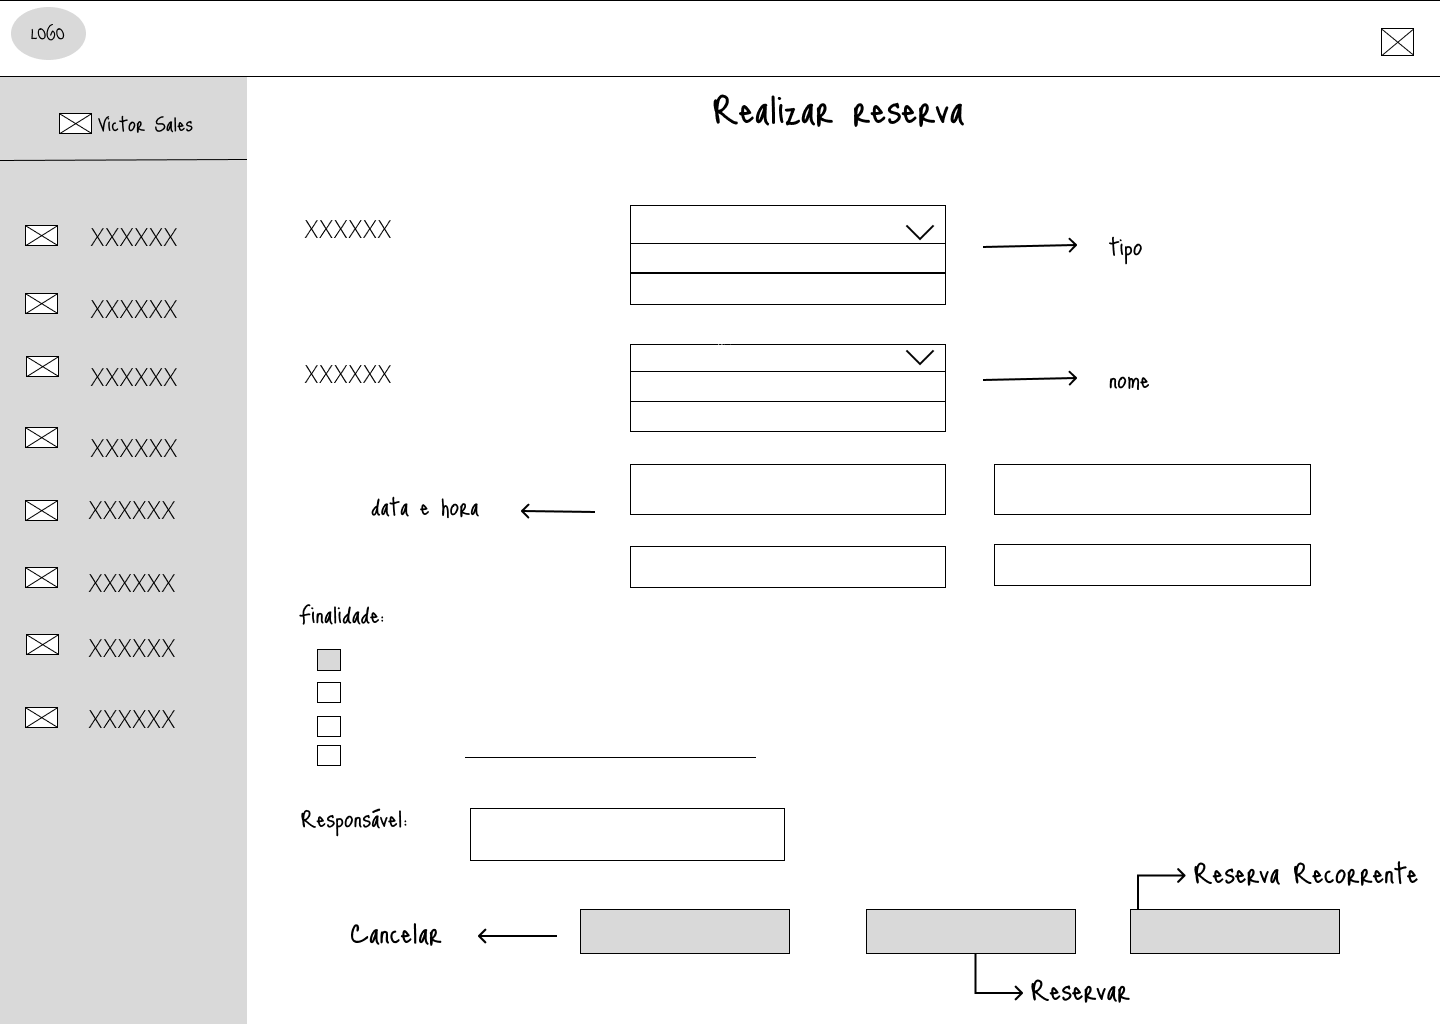 LOGO
Victor Sales
Realizar reserva
XXXXXX
XXXXXX
XXXXXX
XXXXXX
XXXXXX
XXXXXX
XXXXXX
XXXXXX
XXXXXX
tipo
XXXXXX
nome
data e hora
finalidade:
Responsável:
Reserva Recorrente
Cancelar
Reservar